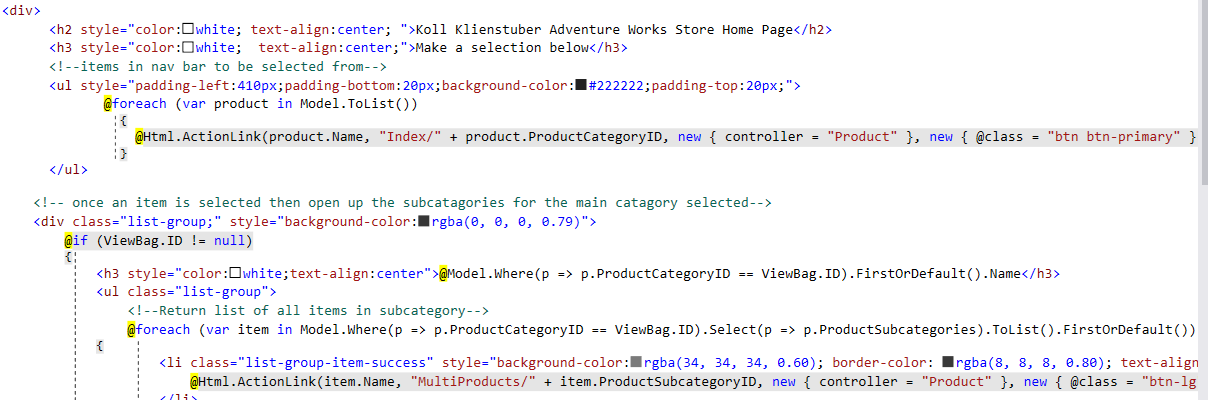 <div>
<h2 style="color:white; text-align:center; ">Koll Klienstuber Adventure Works Store Home Page</h2>
<h3 style="color:white;  text-align:center;">Make a selection below</h3>
<!--items in nav bar to be selected from-->
<ul style="padding-left:410px;padding-bottom:20px;background-color:#222222;padding-top:20px;">
@foreach (var product in Model.ToList())
{
@Html.ActionLink(product.Name, "Index/" + product.ProductCategoryID, new { controller = "Product" }, new { @class = "btn btn-primary" }
}
</ul>
<!-- once an item is selected then open up the subcatagories for the main catagory selected-->
<div class="list-group;" style="background-color:rgba(0, 0, 0, 0.79)">
@if (ViewBag.ID != null)
{
<h3 style="color:white;text-align:center">@Model.Where(p => p.ProductCategoryID == ViewBag.ID).FirstOrDefault().Name</h3>
<ul class="list-group">
<!--Return list of all items in subcategory-->
@foreach (var item in Model.Where(p => p.ProductCategoryID == ViewBag.ID).Select(p => p.ProductSubcategories).ToList().FirstOrDefault())
{
<li class="list-group-item-success" style="background-color:rgba(34, 34, 34, 0.60); border-color: rgba(8, 8, 8, 0.80); text-align
@Html.ActionLink(item.Name, "MultiProducts/" + item.ProductSubcategoryID, new { controller = "Product" }, new { @class = "btn-lg
</li>